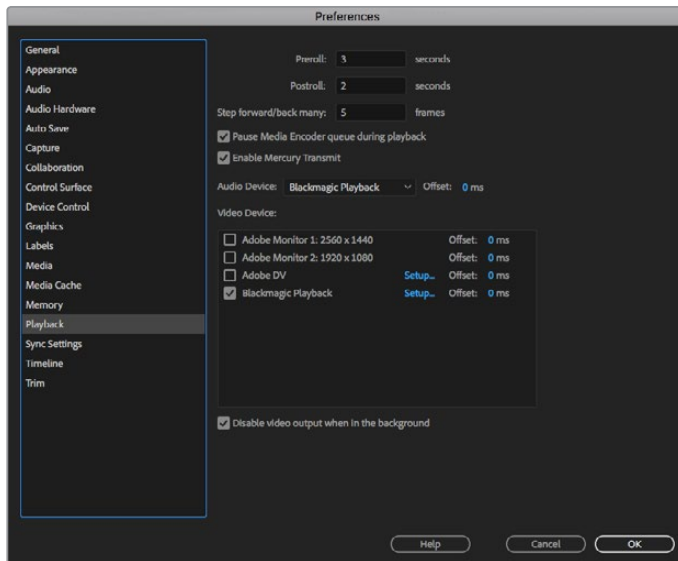 Preferences
General
Appearance
Audio
Audio Hardware
Auto Save
Capture
Collaboration
Control Surface
Device Control
Graphics
Labels
Media
Media Cache
Memory
Playback
Sync Settings
Timeline
Trim
Preroll: 3 seconds
Postroll: 2 seconds
Step forward/back many: 5 frames
Pause Media Encoder queue during playback
Enable Mercury Transmit
Audio Device: Blackmagic Playback Offset: 0 ms
Video Device:
Adobe Monitor 1: 2560 x 1440 Offset: 0 ms
Adobe Monitor 2: 1920 x 1080 Offset: 0 ms
Adobe DV Setup... Offset: 0 ms
Blackmagic Playback Setup... Offset: 0 ms
Disable video output when in the background
Help Cancel OK